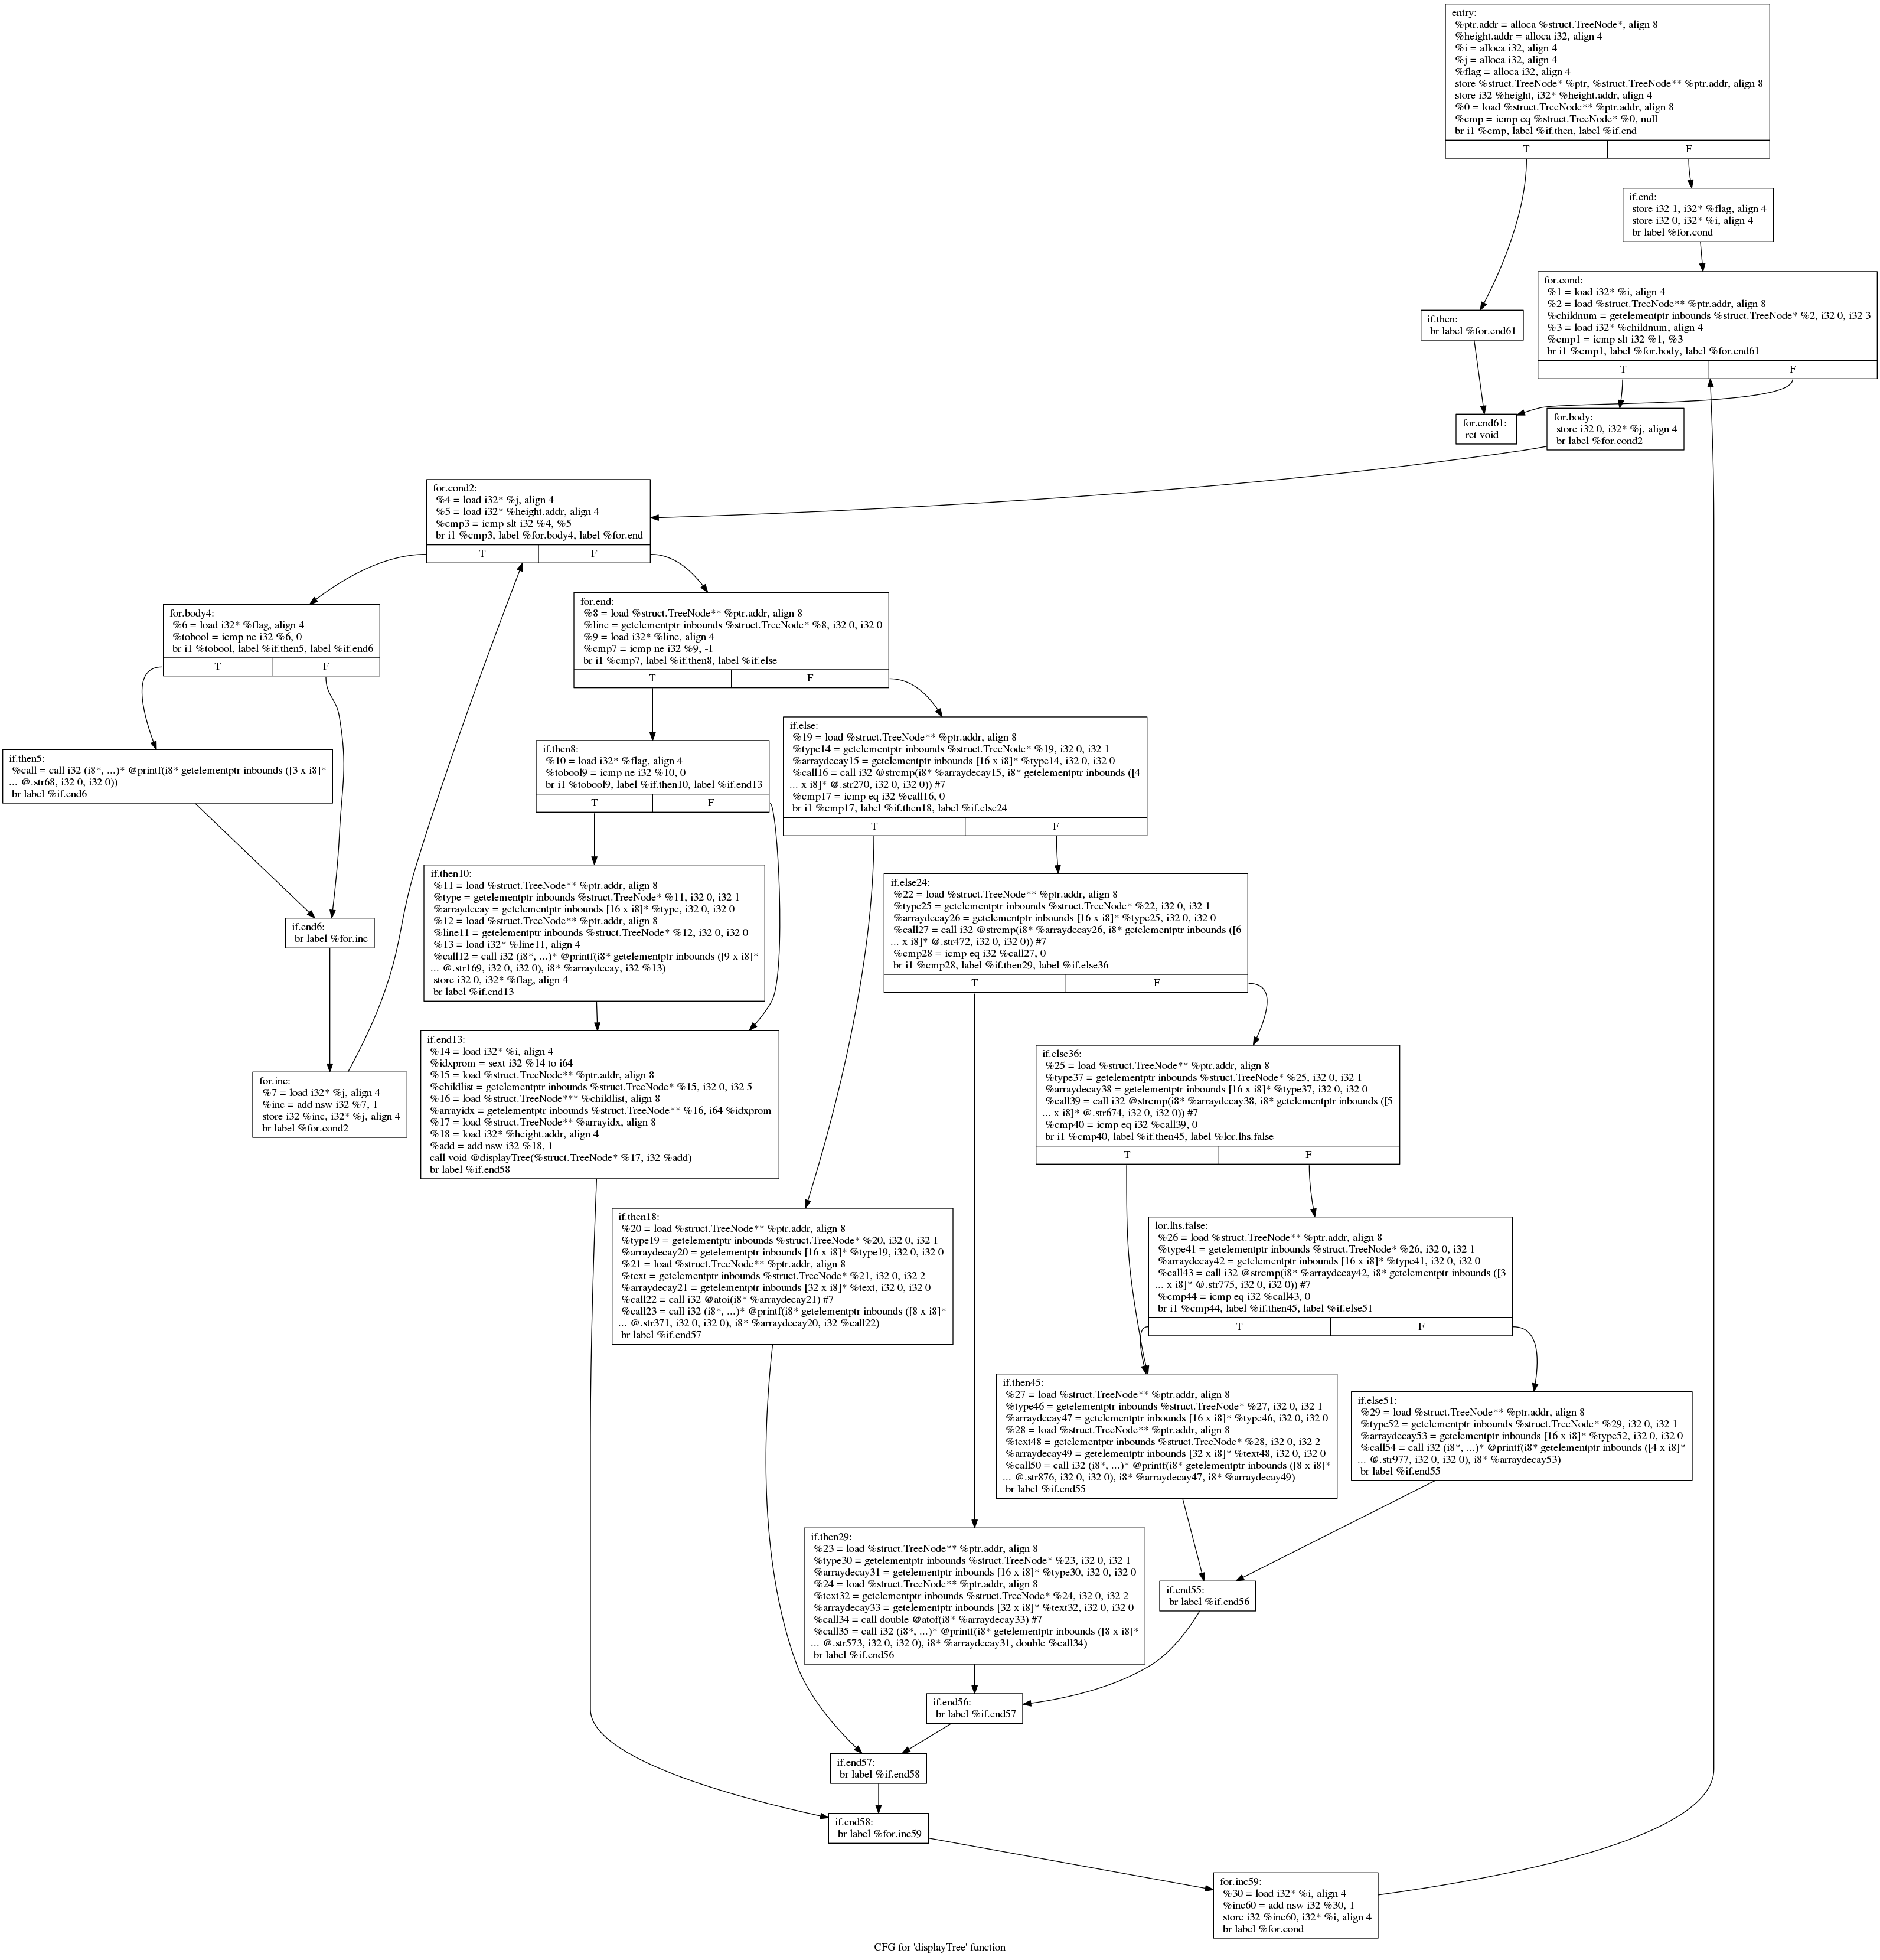 entry:
%ptr.addr = alloca %struct.TreeNode*, align 8
%height.addr = alloca i32, align 4
%i = alloca i32, align 4
%j = alloca i32, align 4
%flag = alloca i32, align 4
store %struct.TreeNode* %ptr, %struct.TreeNode** %ptr.addr, align 8
store i32 %height, i32* %height.addr, align 4
%0 = load %struct.TreeNode** %ptr.addr, align 8
%cmp = icmp eq %struct.TreeNode* %0, null
br i1 %cmp, label %if.then, label %if.end
T F
if.end:
store i32 1, i32* %flag, align 4
store i32 0, i32* %i, align 4
br label %for.cond
for.cond:
%1 = load i32* %i, align 4
%2 = load %struct.TreeNode** %ptr.addr, align 8
%childnum = getelementptr inbounds %struct.TreeNode* %2, i32 0, i32 3
%3 = load i32* %childnum, align 4
%cmp1 = icmp slt i32 %1, %3
br i1 %cmp1, label %for.body, label %for.end61
T F
if.then:
br label %for.end61
for.end61:
ret void
for.body:
store i32 0, i32* %j, align 4
br label %for.cond2
for.cond2:
%4 = load i32* %j, align 4
%5 = load i32* %height.addr, align 4
%cmp3 = icmp slt i32 %4, %5
br i1 %cmp3, label %for.body4, label %for.end
T F
for.body4:
%6 = load i32* %flag, align 4
%tobool = icmp ne i32 %6, 0
br i1 %tobool, label %if.then5, label %if.end6
T F
for.end:
%8 = load %struct.TreeNode** %ptr.addr, align 8
%line = getelementptr inbounds %struct.TreeNode* %8, i32 0, i32 0
%9 = load i32* %line, align 4
%cmp7 = icmp ne i32 %9, -1
br i1 %cmp7, label %if.then8, label %if.else
T F
if.then5:
%call = call i32 (i8*, ...)* @printf(i8* getelementptr inbounds ([3 x i8]*
... @.str68, i32 0, i32 0))
br label %if.end6
if.then8:
%10 = load i32* %flag, align 4
%tobool9 = icmp ne i32 %10, 0
br i1 %tobool9, label %if.then10, label %if.end13
T F
if.else:
%19 = load %struct.TreeNode** %ptr.addr, align 8
%type14 = getelementptr inbounds %struct.TreeNode* %19, i32 0, i32 1
%arraydecay15 = getelementptr inbounds [16 x i8]* %type14, i32 0, i32 0
%call16 = call i32 @strcmp(i8* %arraydecay15, i8* getelementptr inbounds ([4
... x i8]* @.str270, i32 0, i32 0)) #7
%cmp17 = icmp eq i32 %call16, 0
br i1 %cmp17, label %if.then18, label %if.else24
T F
if.then10:
%11 = load %struct.TreeNode** %ptr.addr, align 8
%type = getelementptr inbounds %struct.TreeNode* %11, i32 0, i32 1
%arraydecay = getelementptr inbounds [16 x i8]* %type, i32 0, i32 0
%12 = load %struct.TreeNode** %ptr.addr, align 8
%line11 = getelementptr inbounds %struct.TreeNode* %12, i32 0, i32 0
%13 = load i32* %line11, align 4
%call12 = call i32 (i8*, ...)* @printf(i8* getelementptr inbounds ([9 x i8]*
... @.str169, i32 0, i32 0), i8* %arraydecay, i32 %13)
store i32 0, i32* %flag, align 4
br label %if.end13
if.else24:
%22 = load %struct.TreeNode** %ptr.addr, align 8
%type25 = getelementptr inbounds %struct.TreeNode* %22, i32 0, i32 1
%arraydecay26 = getelementptr inbounds [16 x i8]* %type25, i32 0, i32 0
%call27 = call i32 @strcmp(i8* %arraydecay26, i8* getelementptr inbounds ([6
... x i8]* @.str472, i32 0, i32 0)) #7
%cmp28 = icmp eq i32 %call27, 0
br i1 %cmp28, label %if.then29, label %if.else36
T F
if.end6:
br label %for.inc
if.end13:
%14 = load i32* %i, align 4
%idxprom = sext i32 %14 to i64
%15 = load %struct.TreeNode** %ptr.addr, align 8
%childlist = getelementptr inbounds %struct.TreeNode* %15, i32 0, i32 5
%16 = load %struct.TreeNode*** %childlist, align 8
%arrayidx = getelementptr inbounds %struct.TreeNode** %16, i64 %idxprom
%17 = load %struct.TreeNode** %arrayidx, align 8
%18 = load i32* %height.addr, align 4
%add = add nsw i32 %18, 1
call void @displayTree(%struct.TreeNode* %17, i32 %add)
br label %if.end58
for.inc:
%7 = load i32* %j, align 4
%inc = add nsw i32 %7, 1
store i32 %inc, i32* %j, align 4
br label %for.cond2
if.else36:
%25 = load %struct.TreeNode** %ptr.addr, align 8
%type37 = getelementptr inbounds %struct.TreeNode* %25, i32 0, i32 1
%arraydecay38 = getelementptr inbounds [16 x i8]* %type37, i32 0, i32 0
%call39 = call i32 @strcmp(i8* %arraydecay38, i8* getelementptr inbounds ([5
... x i8]* @.str674, i32 0, i32 0)) #7
%cmp40 = icmp eq i32 %call39, 0
br i1 %cmp40, label %if.then45, label %lor.lhs.false
T F
if.then18:
%20 = load %struct.TreeNode** %ptr.addr, align 8
%type19 = getelementptr inbounds %struct.TreeNode* %20, i32 0, i32 1
%arraydecay20 = getelementptr inbounds [16 x i8]* %type19, i32 0, i32 0
%21 = load %struct.TreeNode** %ptr.addr, align 8
%text = getelementptr inbounds %struct.TreeNode* %21, i32 0, i32 2
%arraydecay21 = getelementptr inbounds [32 x i8]* %text, i32 0, i32 0
%call22 = call i32 @atoi(i8* %arraydecay21) #7
%call23 = call i32 (i8*, ...)* @printf(i8* getelementptr inbounds ([8 x i8]*
... @.str371, i32 0, i32 0), i8* %arraydecay20, i32 %call22)
br label %if.end57
lor.lhs.false:
%26 = load %struct.TreeNode** %ptr.addr, align 8
%type41 = getelementptr inbounds %struct.TreeNode* %26, i32 0, i32 1
%arraydecay42 = getelementptr inbounds [16 x i8]* %type41, i32 0, i32 0
%call43 = call i32 @strcmp(i8* %arraydecay42, i8* getelementptr inbounds ([3
... x i8]* @.str775, i32 0, i32 0)) #7
%cmp44 = icmp eq i32 %call43, 0
br i1 %cmp44, label %if.then45, label %if.else51
T F
if.then45:
%27 = load %struct.TreeNode** %ptr.addr, align 8
%type46 = getelementptr inbounds %struct.TreeNode* %27, i32 0, i32 1
%arraydecay47 = getelementptr inbounds [16 x i8]* %type46, i32 0, i32 0
%28 = load %struct.TreeNode** %ptr.addr, align 8
%text48 = getelementptr inbounds %struct.TreeNode* %28, i32 0, i32 2
%arraydecay49 = getelementptr inbounds [32 x i8]* %text48, i32 0, i32 0
%call50 = call i32 (i8*, ...)* @printf(i8* getelementptr inbounds ([8 x i8]*
... @.str876, i32 0, i32 0), i8* %arraydecay47, i8* %arraydecay49)
br label %if.end55
if.else51:
%29 = load %struct.TreeNode** %ptr.addr, align 8
%type52 = getelementptr inbounds %struct.TreeNode* %29, i32 0, i32 1
%arraydecay53 = getelementptr inbounds [16 x i8]* %type52, i32 0, i32 0
%call54 = call i32 (i8*, ...)* @printf(i8* getelementptr inbounds ([4 x i8]*
... @.str977, i32 0, i32 0), i8* %arraydecay53)
br label %if.end55
if.then29:
%23 = load %struct.TreeNode** %ptr.addr, align 8
%type30 = getelementptr inbounds %struct.TreeNode* %23, i32 0, i32 1
%arraydecay31 = getelementptr inbounds [16 x i8]* %type30, i32 0, i32 0
%24 = load %struct.TreeNode** %ptr.addr, align 8
%text32 = getelementptr inbounds %struct.TreeNode* %24, i32 0, i32 2
%arraydecay33 = getelementptr inbounds [32 x i8]* %text32, i32 0, i32 0
%call34 = call double @atof(i8* %arraydecay33) #7
%call35 = call i32 (i8*, ...)* @printf(i8* getelementptr inbounds ([8 x i8]*
... @.str573, i32 0, i32 0), i8* %arraydecay31, double %call34)
br label %if.end56
if.end55:
br label %if.end56
if.end56:
br label %if.end57
if.end57:
br label %if.end58
if.end58:
br label %for.inc59
for.inc59:
%30 = load i32* %i, align 4
%inc60 = add nsw i32 %30, 1
store i32 %inc60, i32* %i, align 4
br label %for.cond
CFG for 'displayTree' function